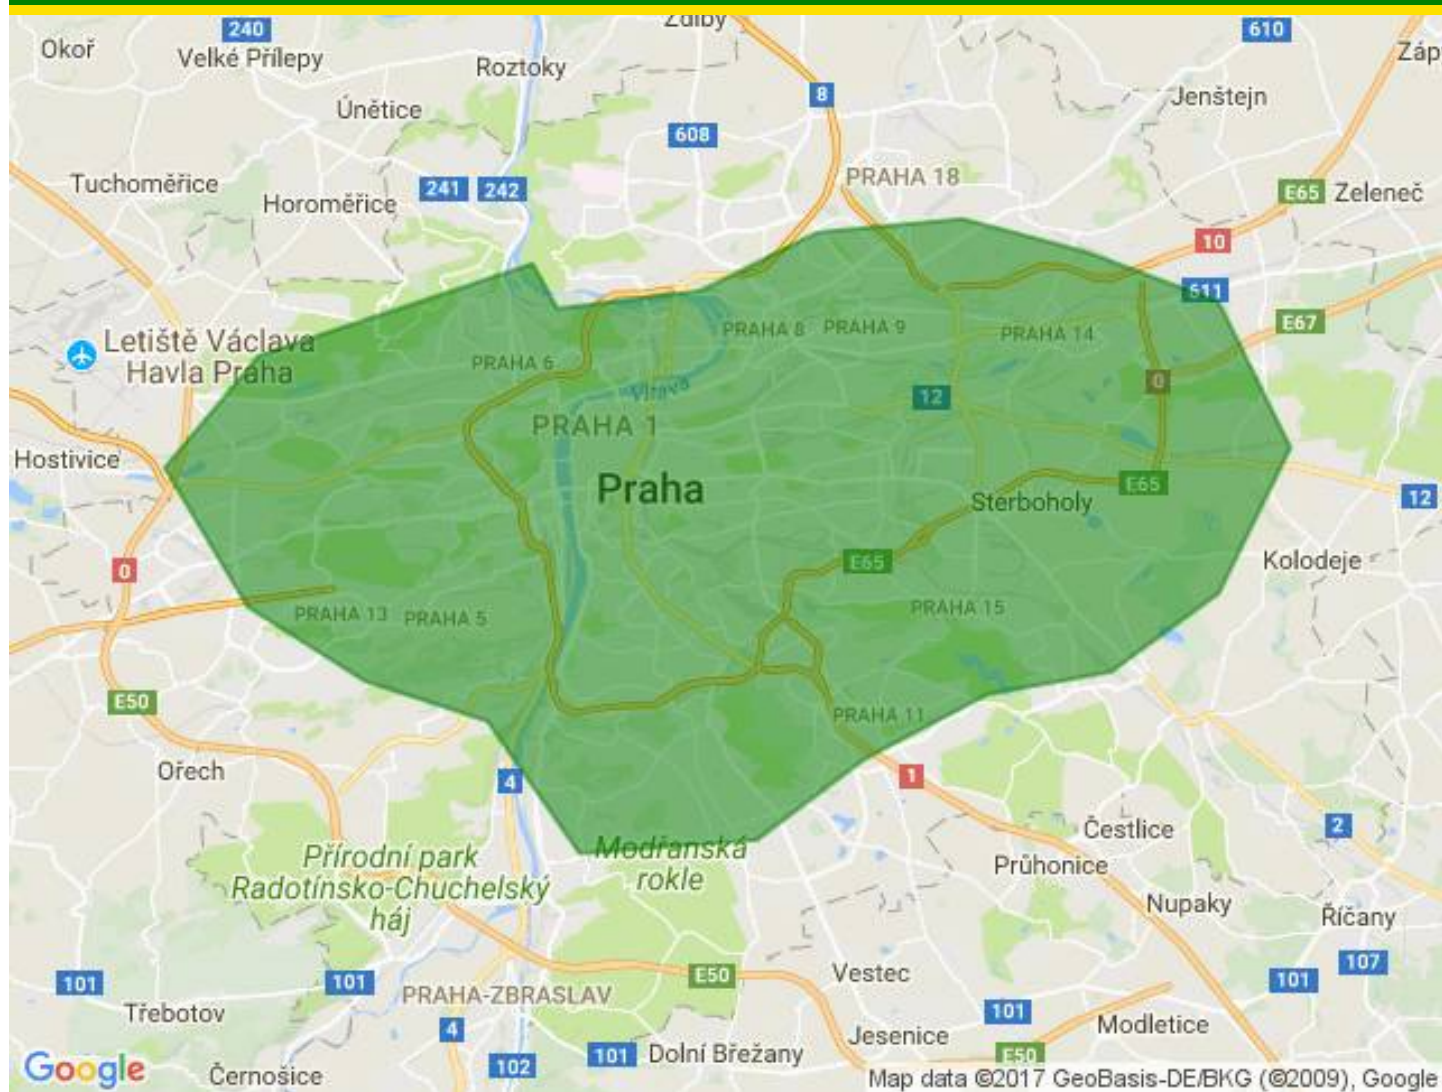 Zdiby
240
610
Okoř
Velké Přílepy
Roztoky
Záp
8
Jenštejn
Únětice
608
Tuchoměřice
241
242
PRAHA 18
E65
Zeleneč
Horoměřice
10
611
Letiště Václava
Havla Praha
PRAHA 8
PRAHA 9
PRAHA 14
E67
PRAHA 6
Vltava
0
12
PRAHA 1
Hostivice
Praha
E65
12
Sterboholy
E65
Kolodeje
0
PRAHA 15
PRAHA 13
PRAHA 5
E50
PRAHA 11
Ořech
4
1
2
Čestlice
Modřanská
rokle
Přírodní park
Radotínsko-Chuchelský
háj
Průhonice
Nupaky
Říčany
107
101
101
E50
Vestec
101
PRAHA-ZBRASLAV
101
Třebotov
4
Jesenice
Modletice
101
Dolní Břežany
E50
102
Google
Černošice
Map data ©2017 GeoBasis-DE/BKG (©2009), Google